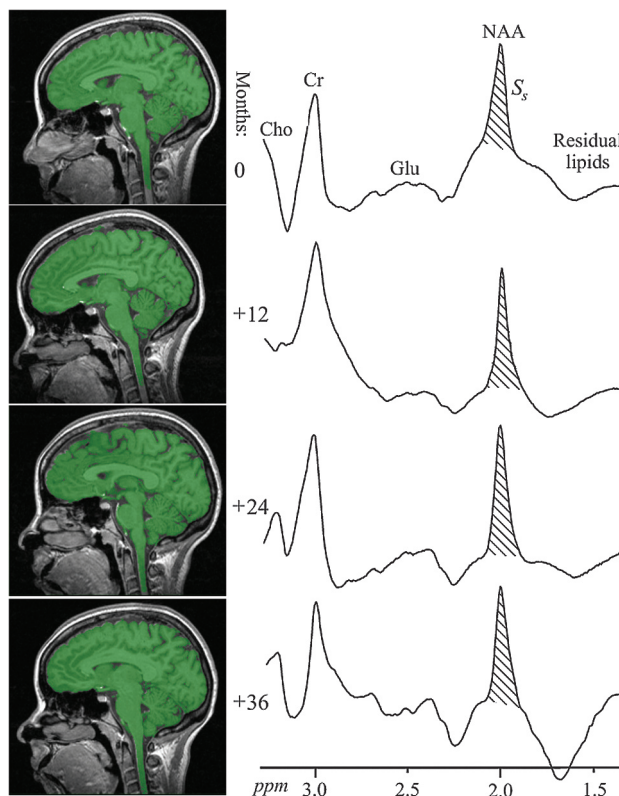 NAA
Months:
Cr
S_s
Cho
Residual
lipids
Glu
0
+12
+24
+36
ppm 3.0 2.5 2.0 1.5